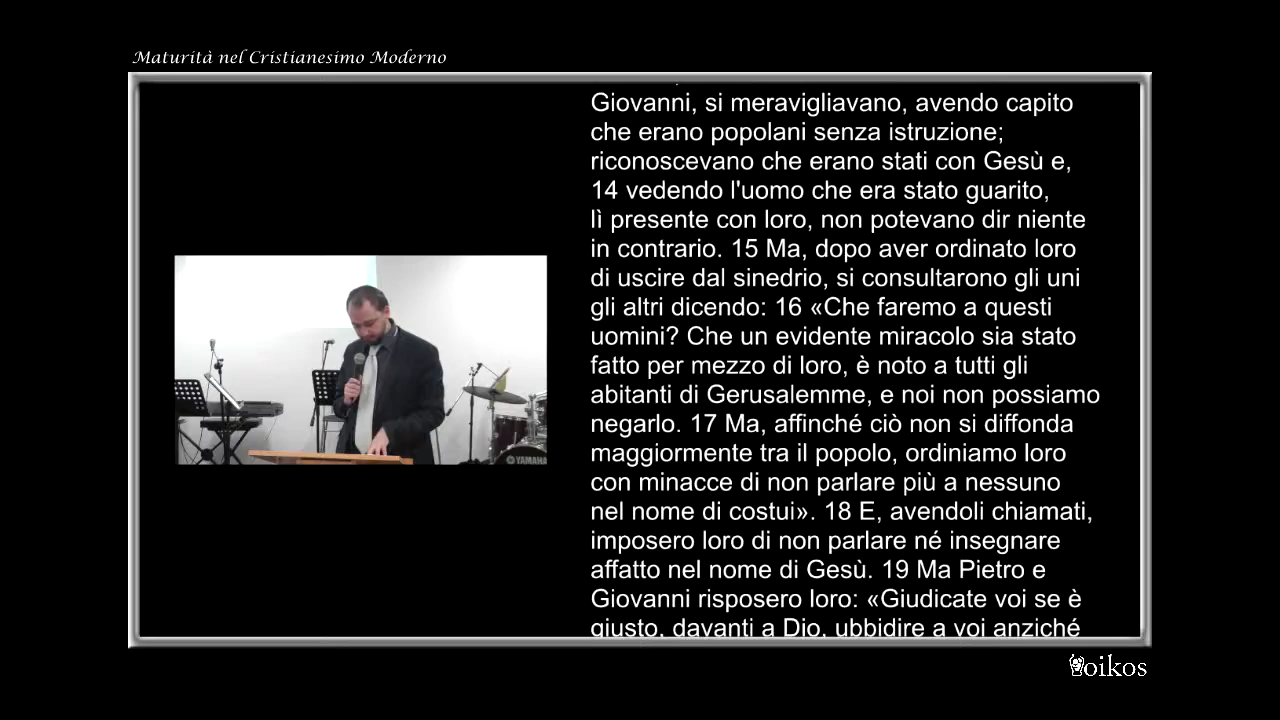 Maturità nel Cristianesimo Moderno
Giovanni, si meravigliavano, avendo capito
che erano popolani senza istruzione;
riconoscevano che erano stati con Gesù e,
14 vedendo l'uomo che era stato guarito,
lì presente con loro, non potevano dir niente
in contrario. 15 Ma, dopo aver ordinato loro
di uscire dal sinedrio, si consultarono gli uni
gli altri dicendo: 16 «Che faremo a questi
uomini? Che un evidente miracolo sia stato
fatto per mezzo di loro, è noto a tutti gli
abitanti di Gerusalemme, e noi non possiamo
negarlo. 17 Ma, affinché ciò non si diffonda
maggiormente tra il popolo, ordiniamo loro
con minacce di non parlare più a nessuno
nel nome di costui». 18 E, avendoli chiamati,
imposero loro di non parlare né insegnare
affatto nel nome di Gesù. 19 Ma Pietro e
Giovanni risposero loro: «Giudicate voi se è
giusto, davanti a Dio, ubbidire a voi anziché
YAMAHA
oikos